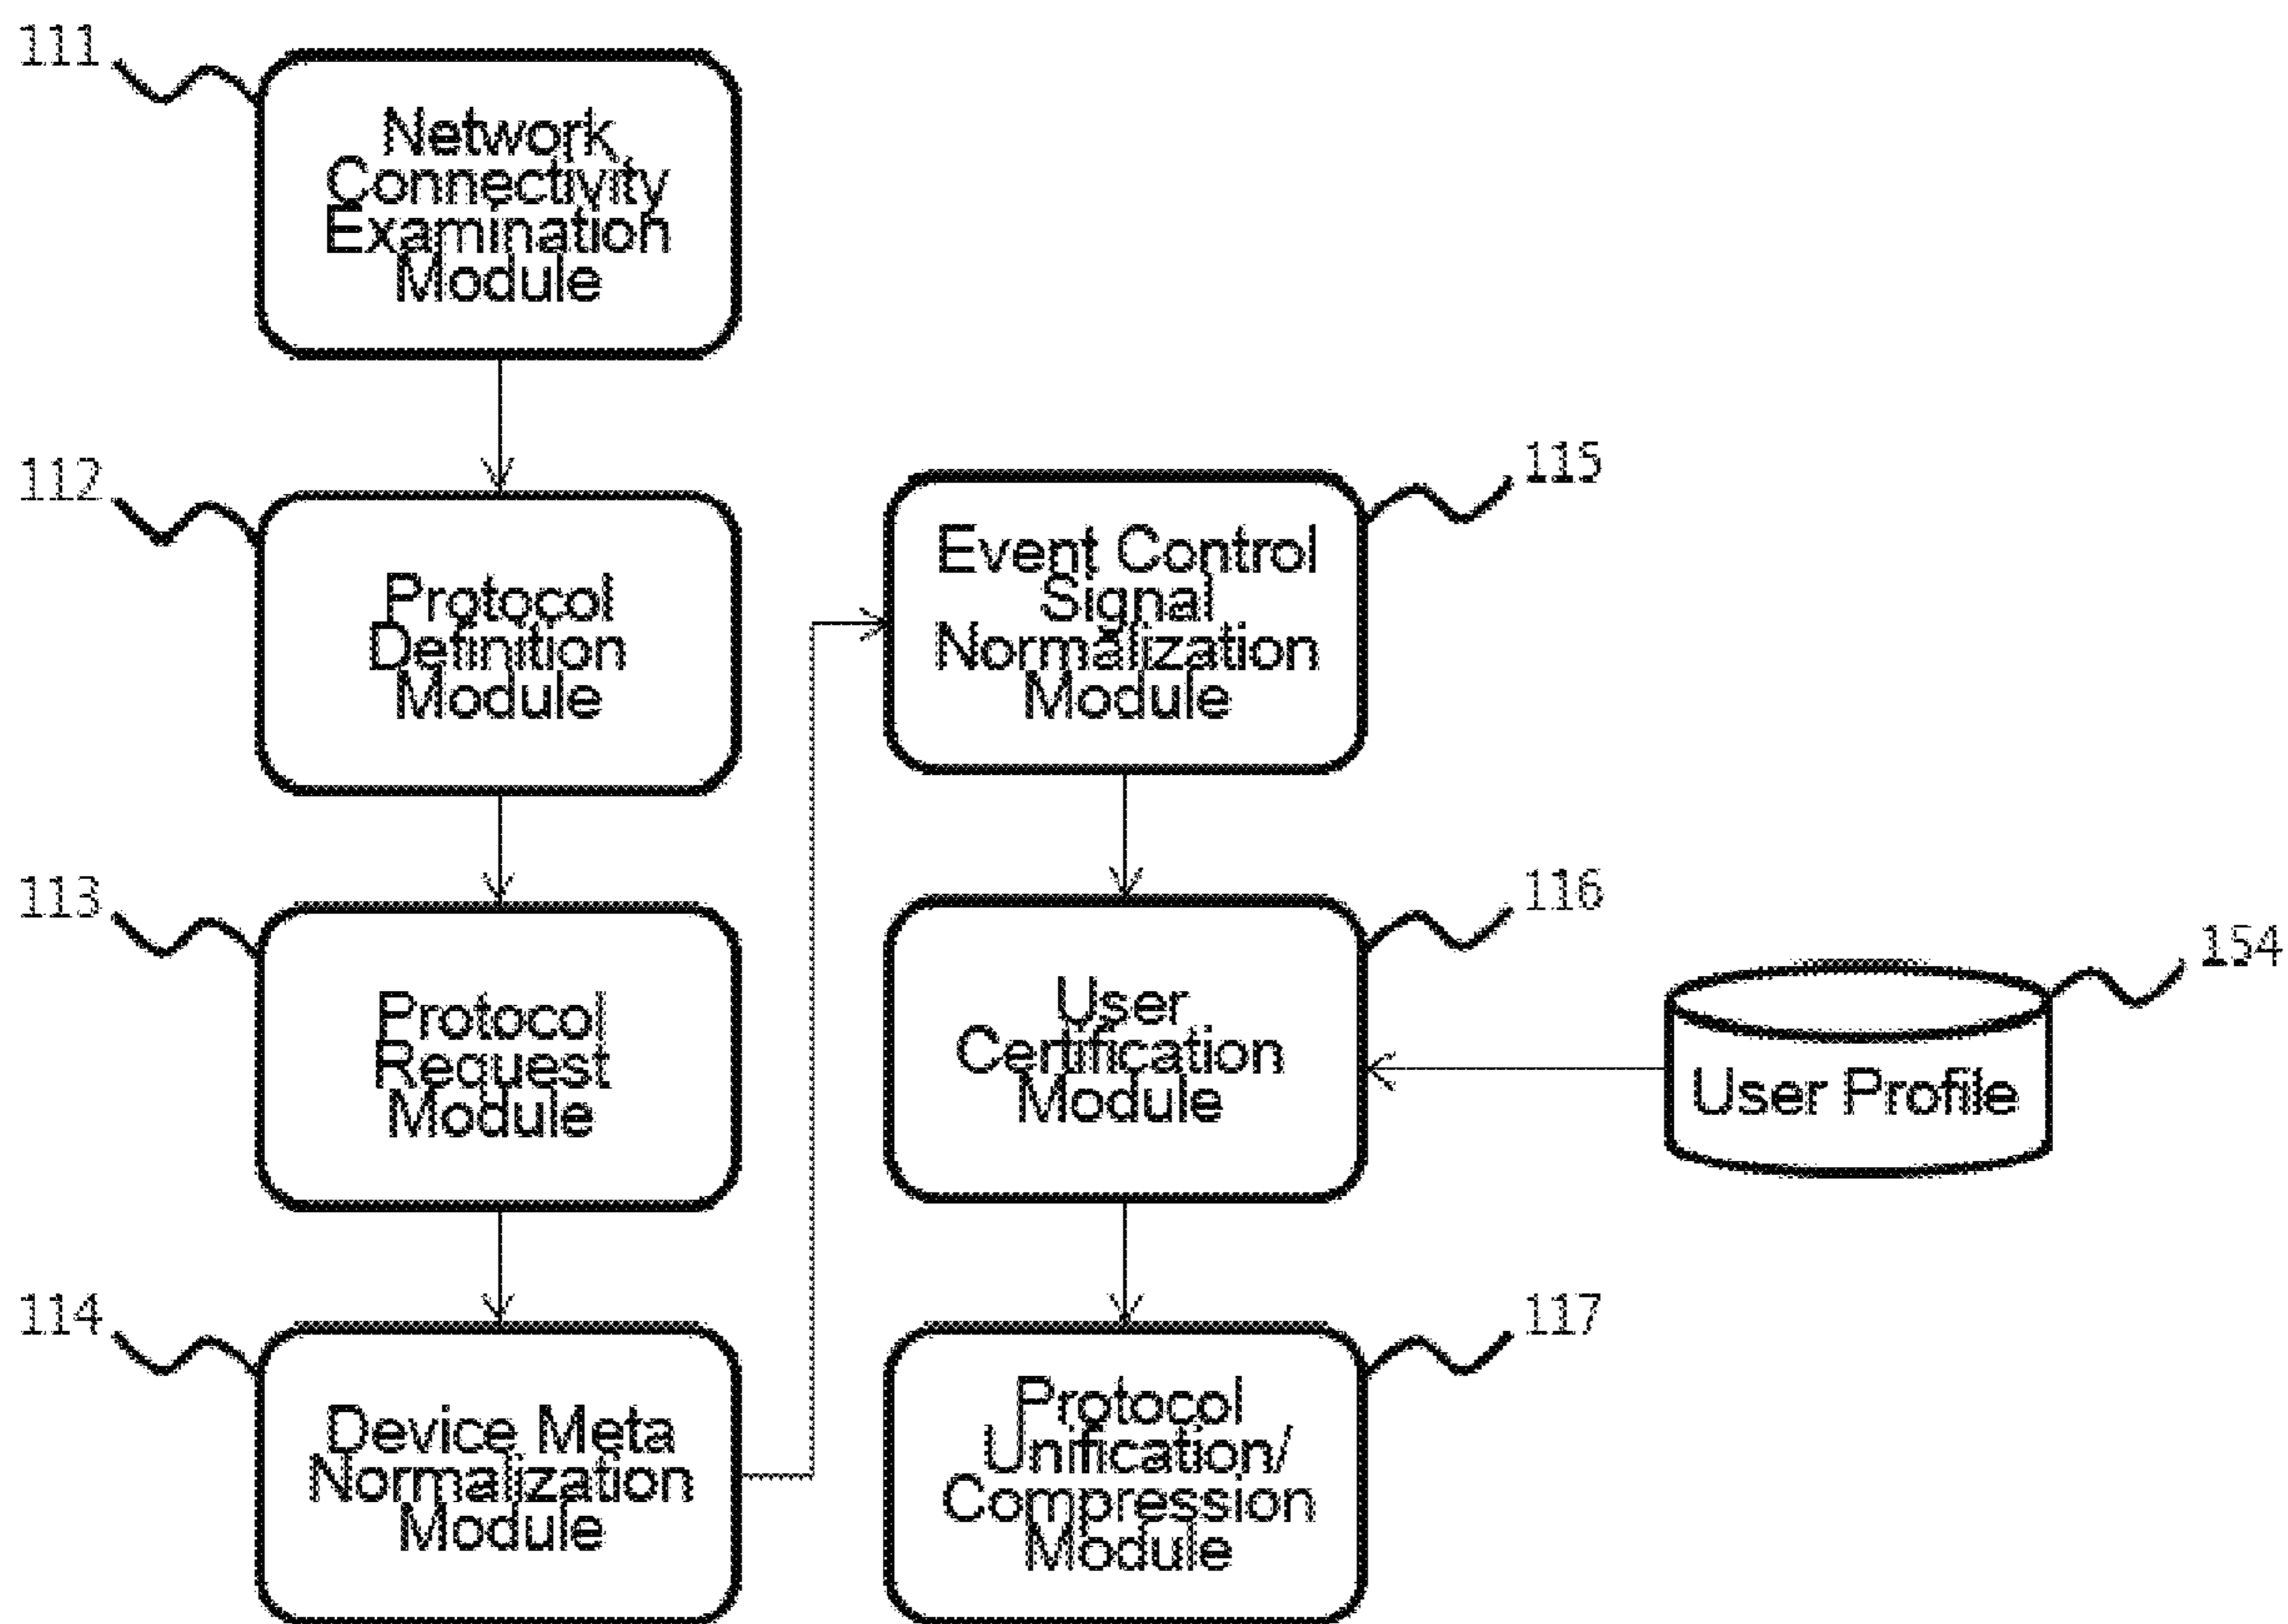 111
Network
Connectivity
Examination
Module
112
Protocol
Definition
Module
113
Protocol
Request
Module
114
Device Meta
Normalization
Module
115
Event Control
Signal
Normalization
Module
116
User
Certification
Module
154
User Profile
117
Protocol
Unification/
Compression
Module